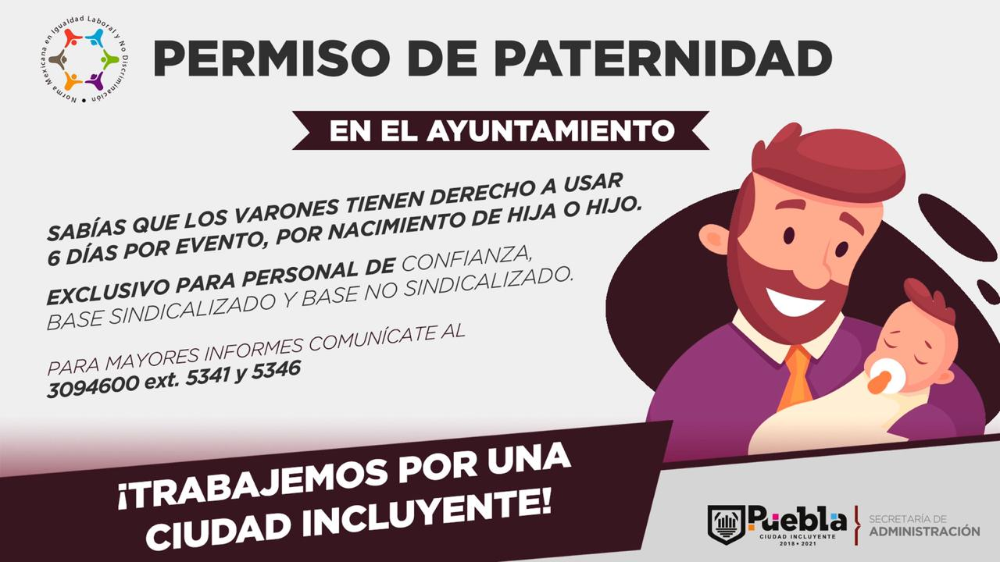 Norma Mexicana en Igualdad Laboral y No Discriminación •
PERMISO DE PATERNIDAD
EN EL AYUNTAMIENTO
SABÍAS QUE LOS VARONES TIENEN DERECHO A USAR
6 DÍAS POR EVENTO, POR NACIMIENTO DE HIJA O HIJO.
EXCLUSIVO PARA PERSONAL DE CONFIANZA,
BASE SINDICALIZADO Y BASE NO SINDICALIZADO.
PARA MAYORES INFORMES COMUNÍCATE AL
3094600 ext. 5341 y 5346
¡TRABAJEMOS POR UNA
CIUDAD INCLUYENTE!
Puebla
CIUDAD INCLUYENTE
2018 • 2021
SECRETARÍA DE
ADMINISTRACIÓN